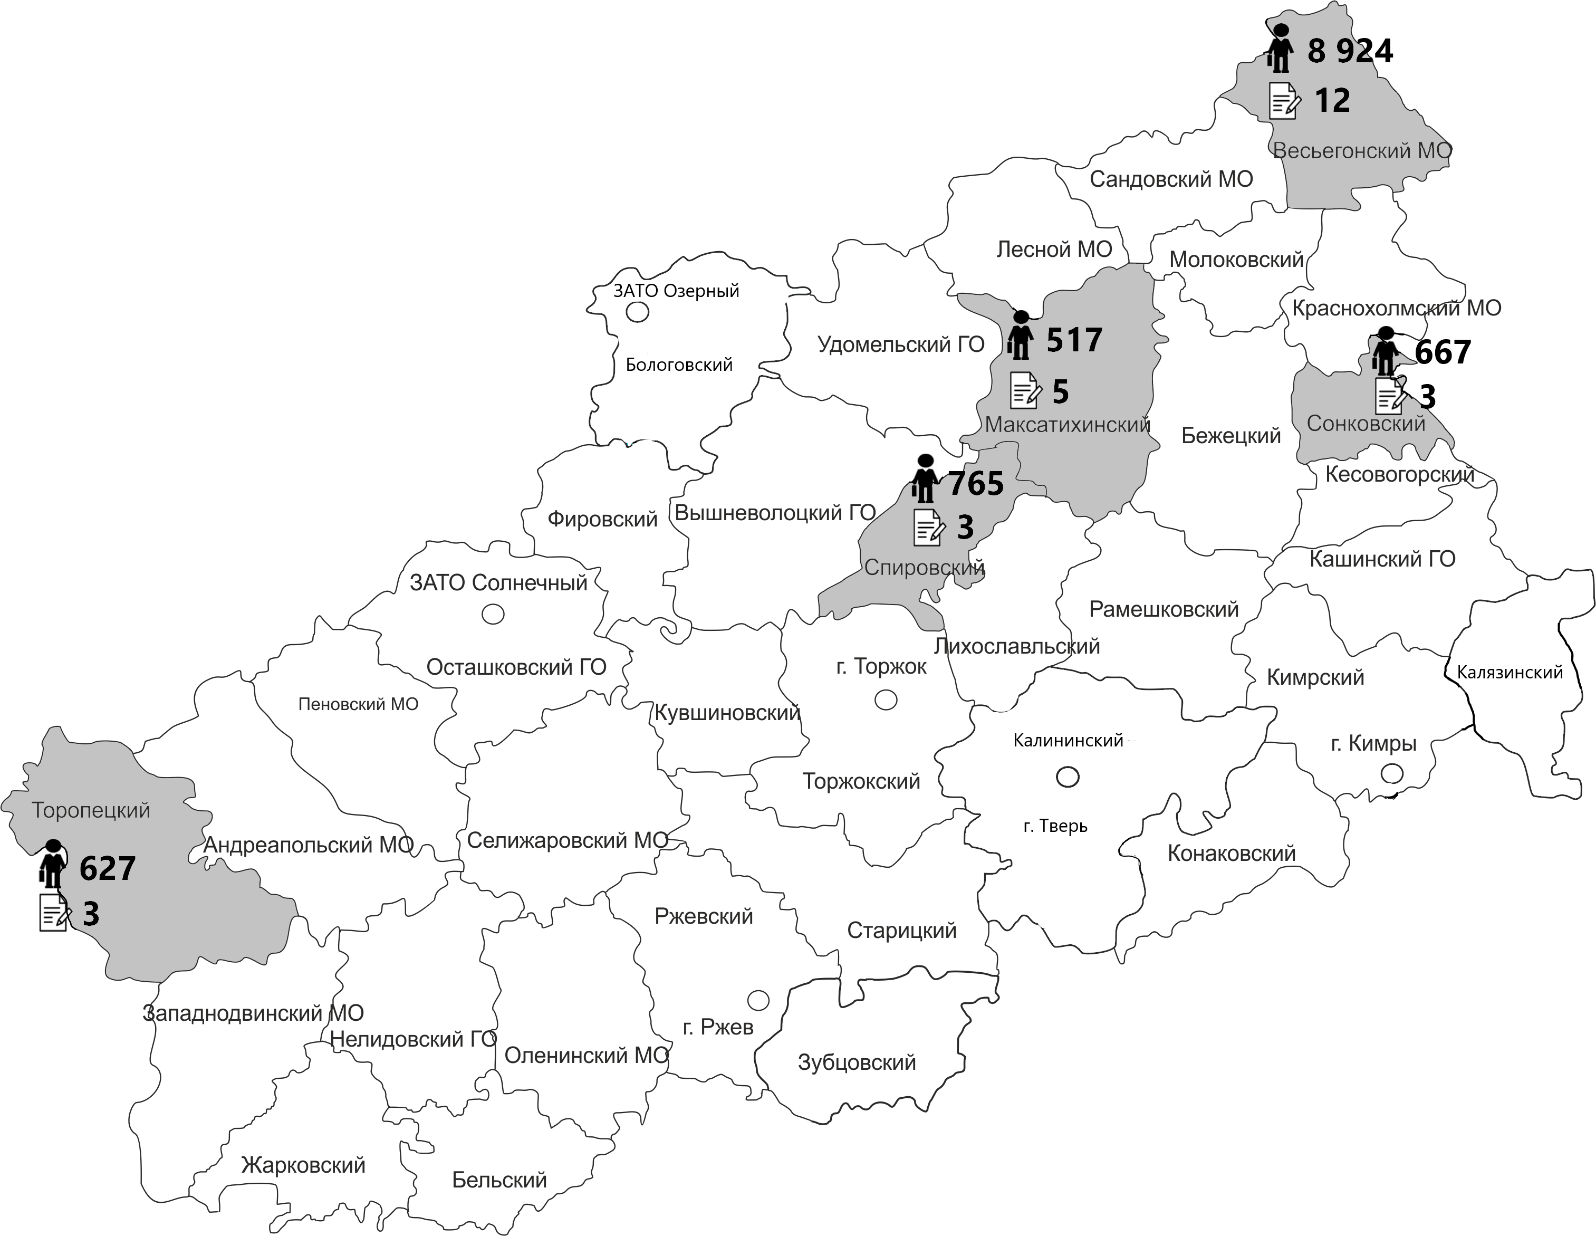 8 924
12
Весьегонский МО
Сандовский МО
Лесной МО
Молоковский
ЗАТО Озерный
Краснохолмский МО
517
Удомельский ГО
667
Бологовский
5
3
Максатихинский
Сонковский
Бежецкий
Кесовогорский
765
Вышневолоцкий ГО
Фировский
3
Кашинский ГО
Спировский
ЗАТО Солнечный
Рамешковский
Лихославльский
г. Торжок
Осташковский ГО
Калязинский
Кимрский
Пеновский МО
Кувшиновский
Калининский
г. Кимры
Торжокский
Торопецкий
г. Тверь
Селижаровский МО
Андреапольский МО
Конаковский
627
3
Ржевский
Старицкий
Западнодвинский МО
г. Ржев
Нелидовский ГО
Оленинский МО
Зубцовский
Жарковский
Бельский